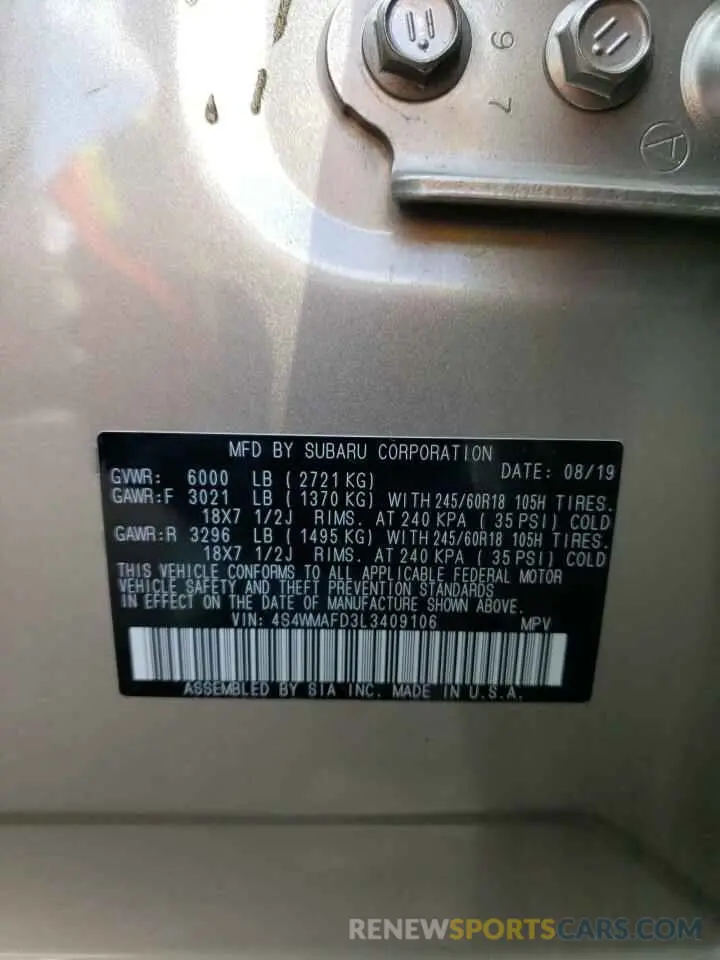 9 7
A
MFD BY SUBARU CORPORATION
GVWR: 6000 LB ( 2721 KG) DATE: 08/19
GAWR:F 3021 LB ( 1370 KG) WITH 245/60R18 105H TIRES.
18X7 1/2J RIMS. AT 240 KPA ( 35 PSI) COLD
GAWR:R 3296 LB ( 1495 KG) WITH 245/60R18 105H TIRES.
18X7 1/2J RIMS. AT 240 KPA ( 35 PSI) COLD
THIS VEHICLE CONFORMS TO ALL APPLICABLE FEDERAL MOTOR
VEHICLE SAFETY AND THEFT PREVENTION STANDARDS
IN EFFECT ON THE DATE OF MANUFACTURE SHOWN ABOVE.
VIN: 4S4WMAFD3L3409106 MPV
ASSEMBLED BY SIA INC. MADE IN U.S.A.
RENEWSPORTSCARS.COM